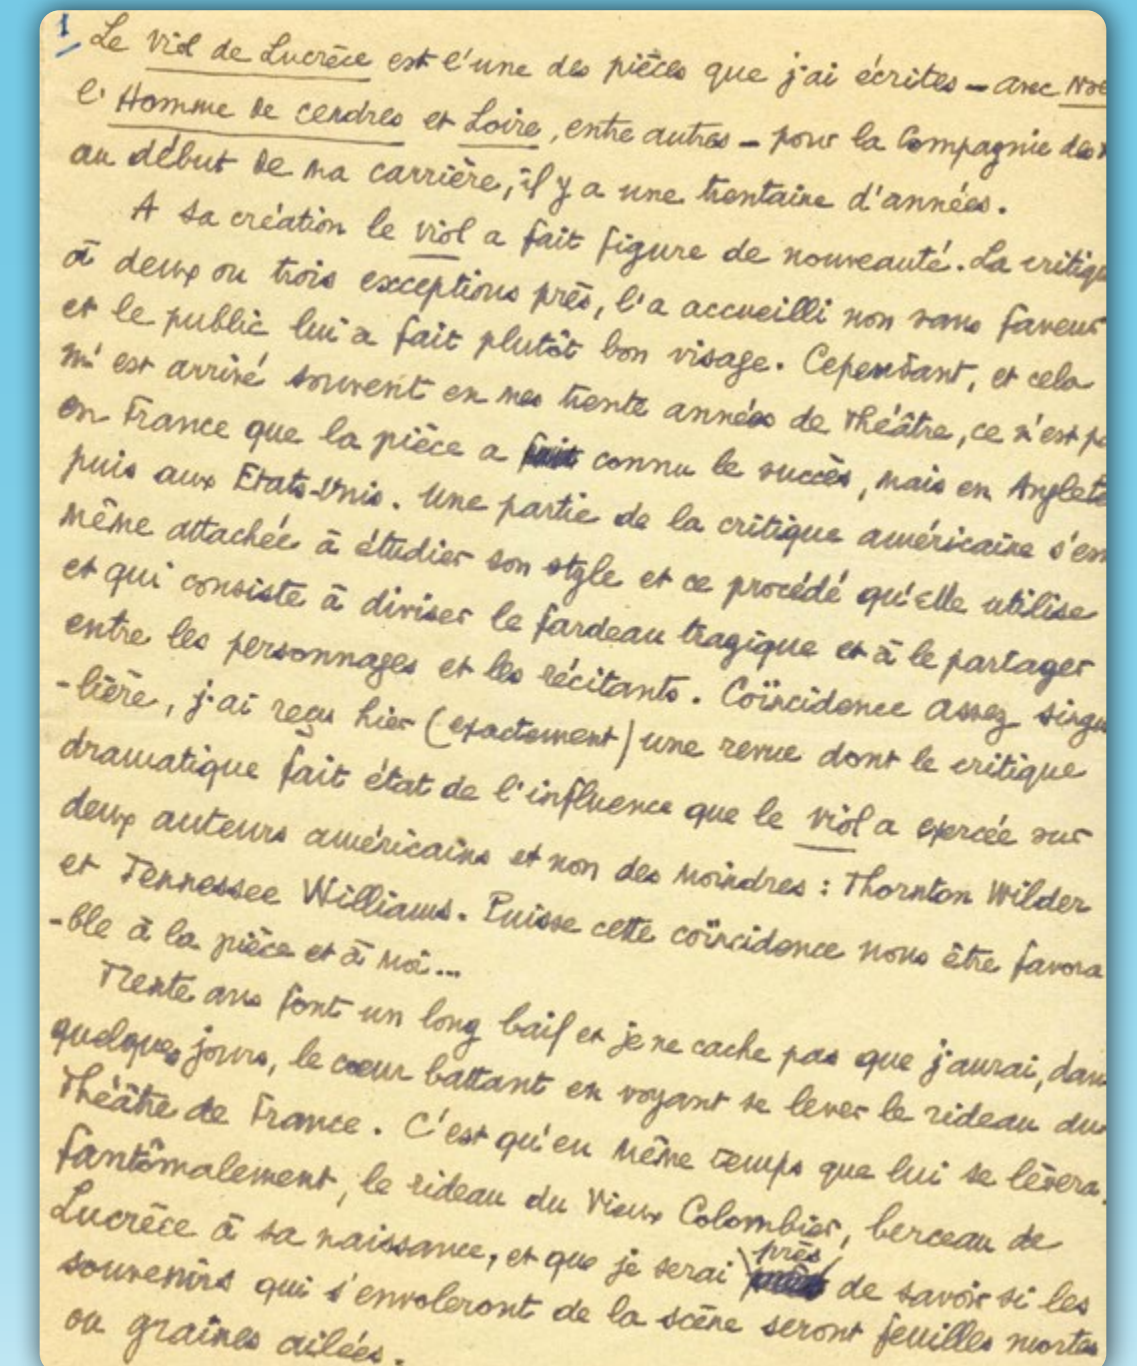 1
Le Viol de Lucrèce est l'une des pièces que j'ai écrites - avec Noé
l'Homme de cendres et Loire, entre autres - pour la Compagnie des
au début de ma carrière, il y a une trentaine d'années.
A sa création le viol a fait figure de nouveauté. La critiqu
à deux ou trois exceptions près, l'a accueilli non sans faveur
et le public lui a fait plutôt bon visage. Cependant, et cela
m'est arrivé souvent en mes trente années de Théâtre, ce n'est pa
en France que la pièce a connu le succès, mais en Anglete
puis aux Etats-Unis. Une partie de la critique américaine s'est
même attachée à étudier son style et ce procédé qu'elle utilise
et qui consiste à diviser le fardeau tragique et à le partager
entre les personnages et les récitants. Coïncidence assez singu
-lière, j'ai reçu hier (exactement) une revue dont le critique
dramatique fait état de l'influence que le viol a exercée sur
deux auteurs américains et non des moindres : Thornton Wilder
et Tennessee Williams. Puisse cette coïncidence nous être favora
-ble à la pièce et à moi...
Trente ans font un long bail et je ne cache pas que j'aurai, dans
quelques jours, le cœur battant en voyant se lever le rideau du
Théâtre de France. C'est qu'en même temps que lui se lèvera,
fantômalement, le rideau du Vieux Colombier, berceau de
Lucrèce à sa naissance, et que je serai près de savoir si les
souvenirs qui s'envoleront de la scène seront feuilles mortes
ou graines ailées.